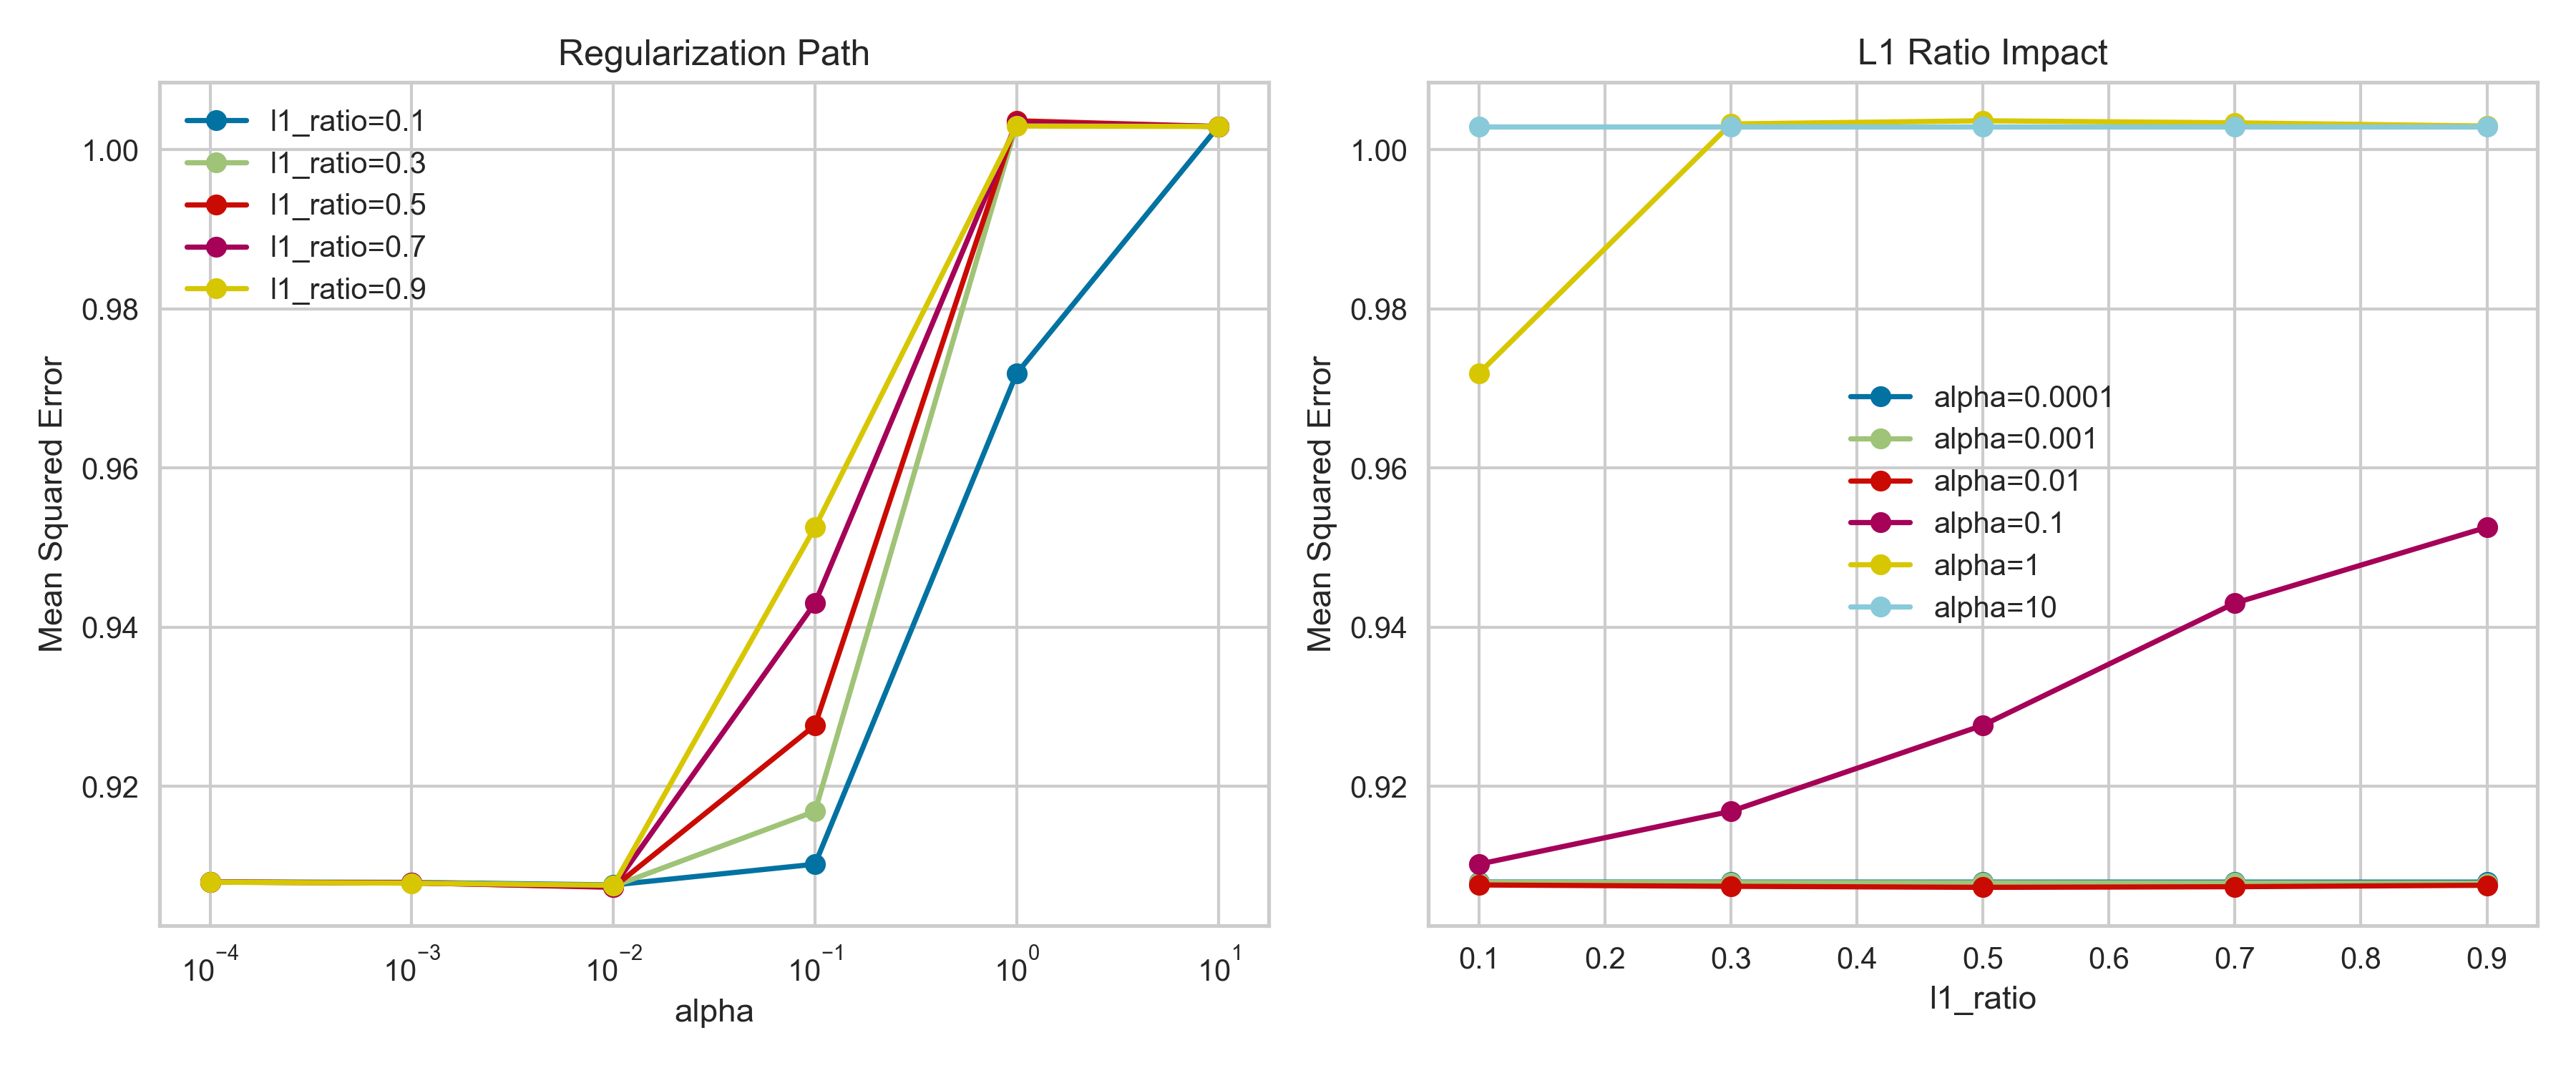 Regularization Path
l1_ratio=0.1
l1_ratio=0.3
l1_ratio=0.5
l1_ratio=0.7
l1_ratio=0.9
1.00
0.98
0.96
0.94
0.92
Mean Squared Error
10⁻⁴ 10⁻³ 10⁻² 10⁻¹ 10⁰ 10¹
alpha
L1 Ratio Impact
alpha=0.0001
alpha=0.001
alpha=0.01
alpha=0.1
alpha=1
alpha=10
1.00
0.98
0.96
0.94
0.92
Mean Squared Error
0.1 0.2 0.3 0.4 0.5 0.6 0.7 0.8 0.9
l1_ratio